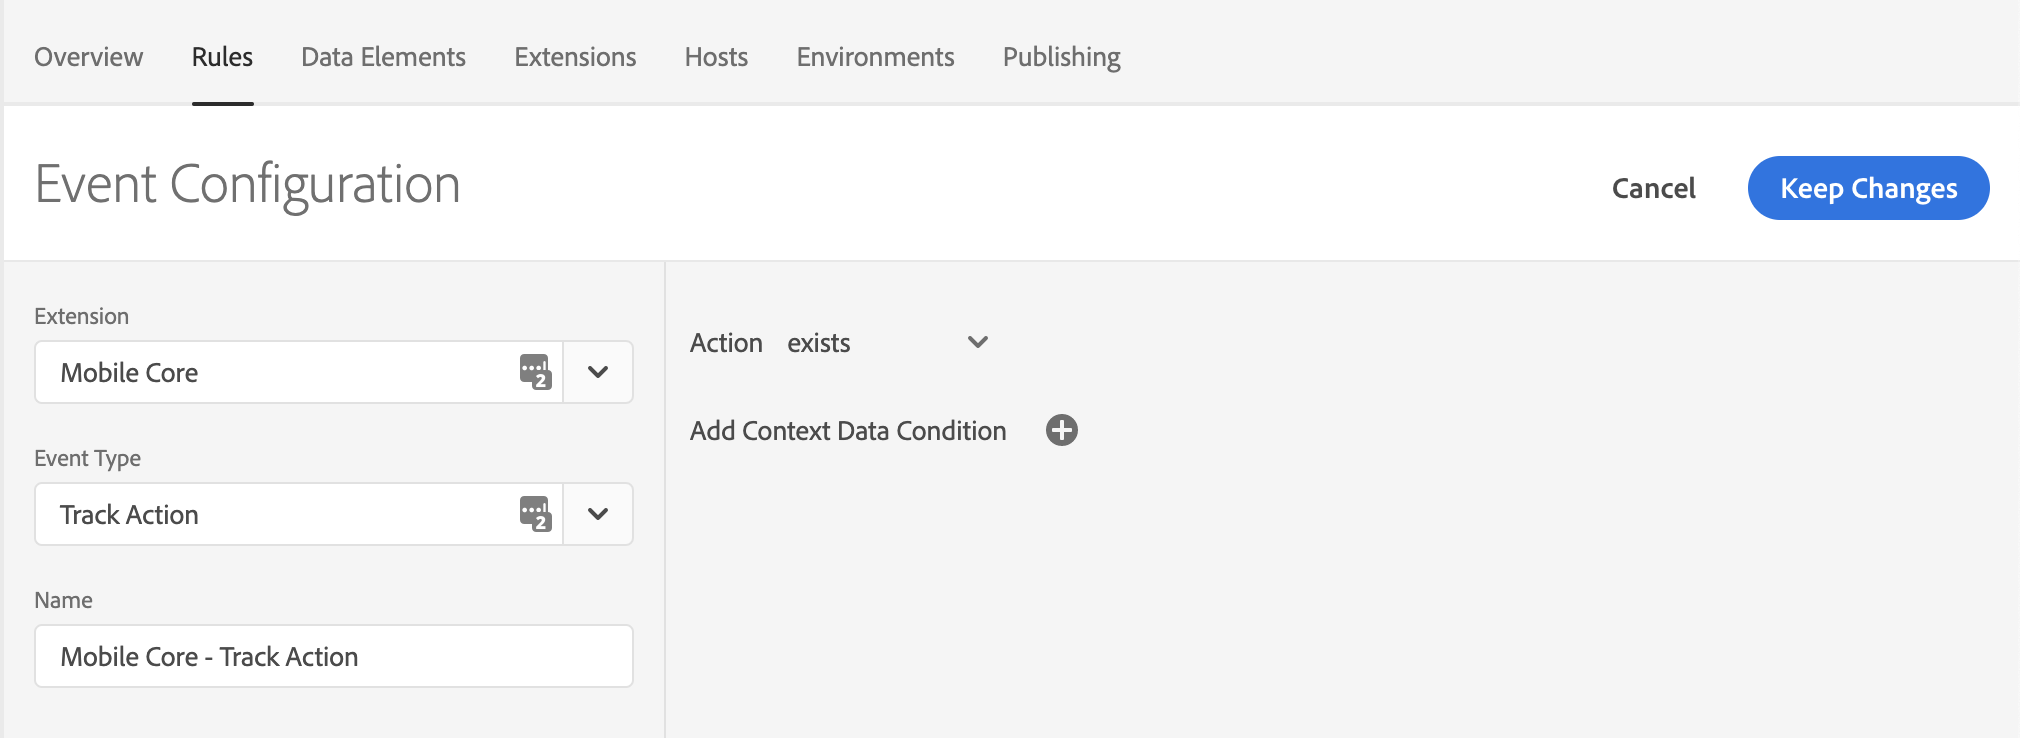 Overview Rules Data Elements Extensions Hosts Environments Publishing
Event Configuration
Cancel Keep Changes
Extension
Mobile Core 2
Event Type
Track Action 2
Name
Mobile Core - Track Action
Action exists
Add Context Data Condition